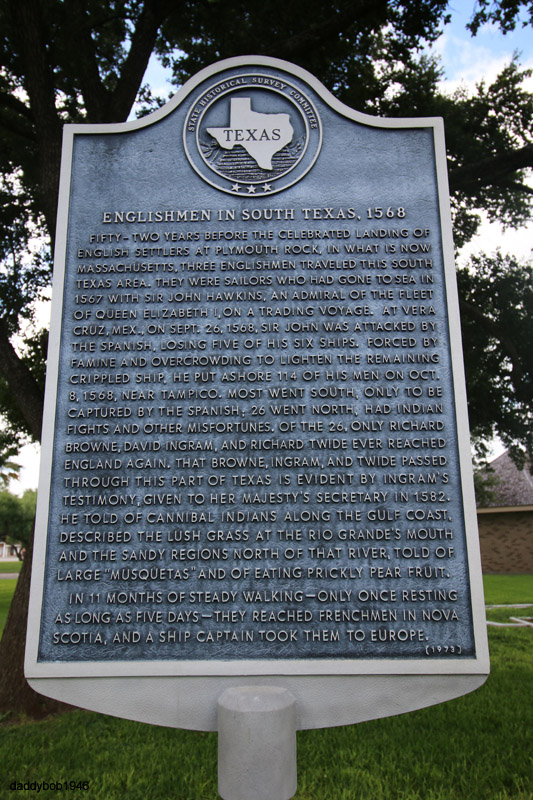 STATE HISTORICAL SURVEY COMMITTEE
TEXAS
ENGLISHMEN IN SOUTH TEXAS, 1568
FIFTY-TWO YEARS BEFORE THE CELEBRATED LANDING OF
ENGLISH SETTLERS AT PLYMOUTH ROCK, IN WHAT IS NOW
MASSACHUSETTS, THREE ENGLISHMEN TRAVELED THIS SOUTH
TEXAS AREA. THEY WERE SAILORS WHO HAD GONE TO SEA IN
1567 WITH SIR JOHN HAWKINS, AN ADMIRAL OF THE FLEET
OF QUEEN ELIZABETH I, ON A TRADING VOYAGE. AT VERA
CRUZ, MEX., ON SEPT. 26, 1568, SIR JOHN WAS ATTACKED BY
THE SPANISH, LOSING FIVE OF HIS SIX SHIPS. FORCED BY
FAMINE AND OVERCROWDING TO LIGHTEN THE REMAINING
CRIPPLED SHIP, HE PUT ASHORE 114 OF HIS MEN ON OCT.
8, 1568, NEAR TAMPICO. MOST WENT SOUTH, ONLY TO BE
CAPTURED BY THE SPANISH; 26 WENT NORTH, HAD INDIAN
FIGHTS AND OTHER MISFORTUNES. OF THE 26, ONLY RICHARD
BROWNE, DAVID INGRAM, AND RICHARD TWIDE EVER REACHED
ENGLAND AGAIN. THAT BROWNE, INGRAM, AND TWIDE PASSED
THROUGH THIS PART OF TEXAS IS EVIDENT BY INGRAM'S
TESTIMONY, GIVEN TO HER MAJESTY'S SECRETARY IN 1582.
HE TOLD OF CANNIBAL INDIANS ALONG THE GULF COAST,
DESCRIBED THE LUSH GRASS AT THE RIO GRANDE'S MOUTH
AND THE SANDY REGIONS NORTH OF THAT RIVER, TOLD OF
LARGE "MUSQUETAS" AND OF EATING PRICKLY PEAR FRUIT.
IN 11 MONTHS OF STEADY WALKING—ONLY ONCE RESTING
AS LONG AS FIVE DAYS—THEY REACHED FRENCHMEN IN NOVA
SCOTIA, AND A SHIP CAPTAIN TOOK THEM TO EUROPE.
(1973)
daddybob1946